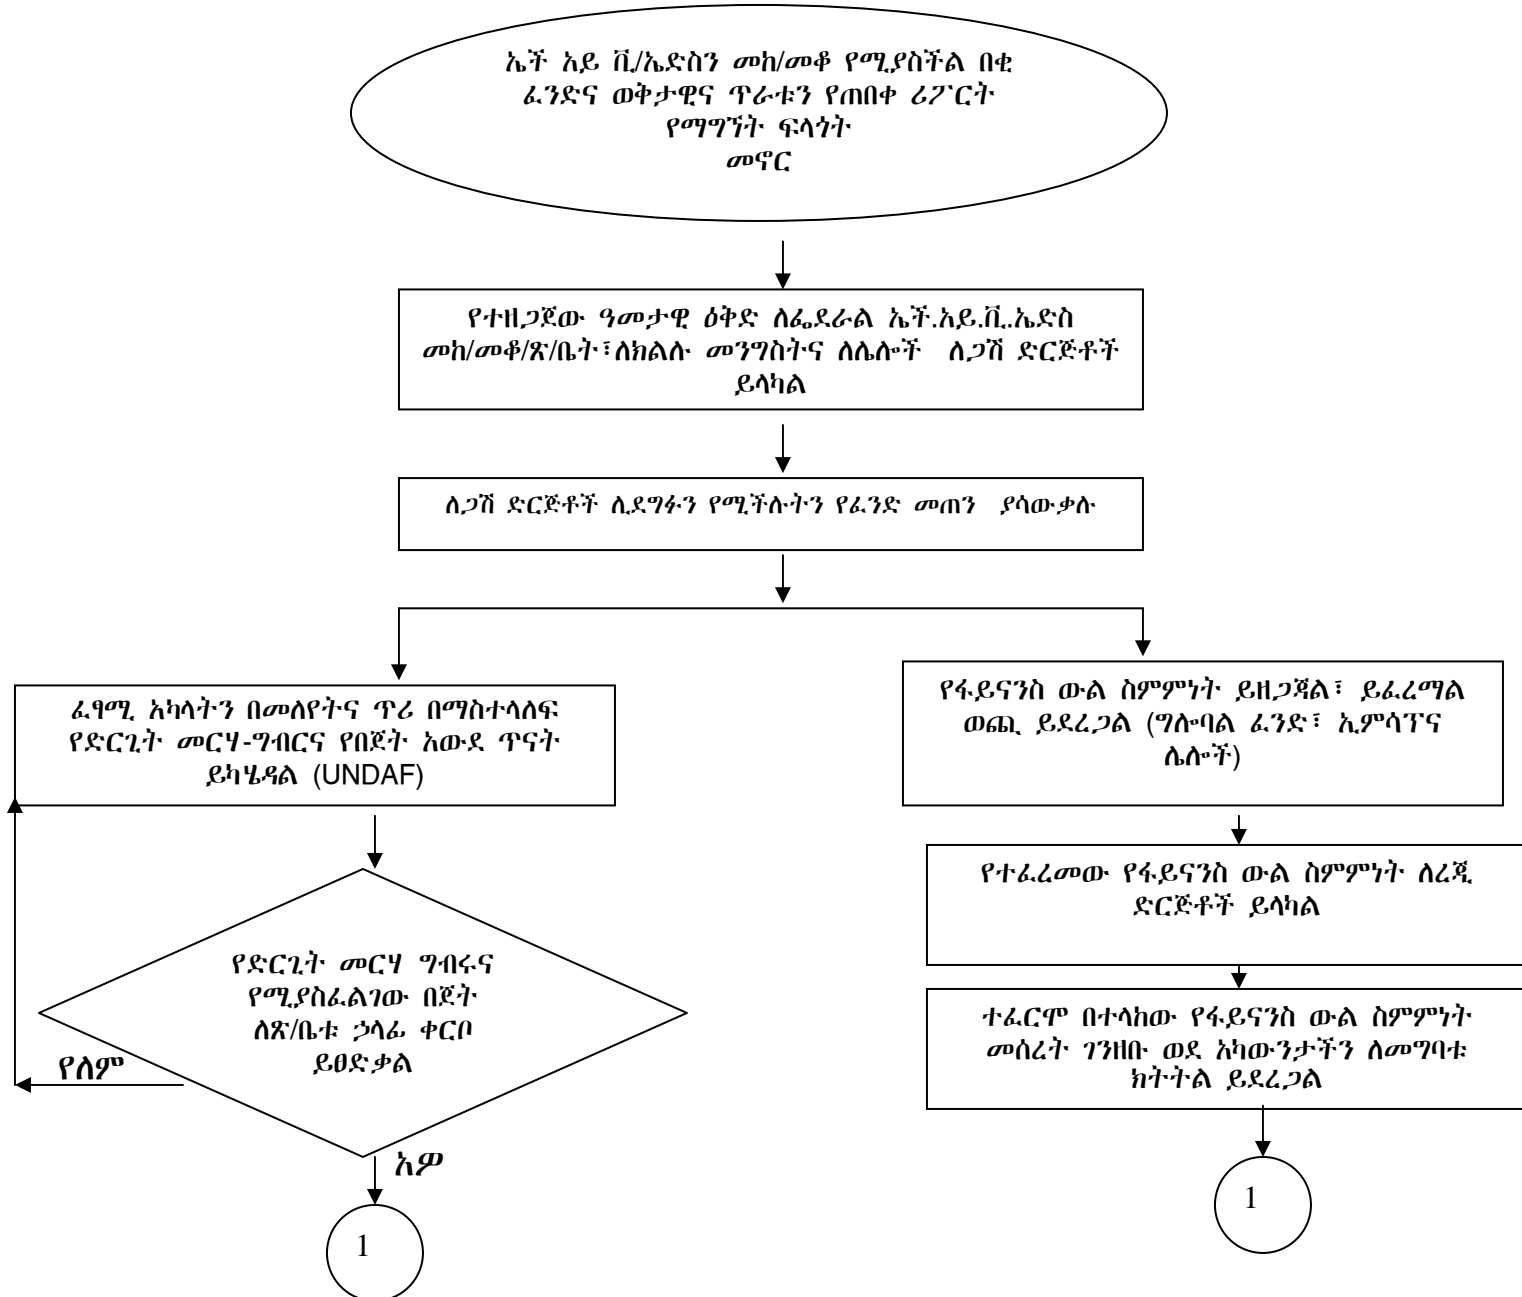 ኤች አይ ቪ/ኤድስን መከ/መቆ የሚያስችል በቂ
ፈንድና ወቅታዊና ጥራቱን የጠበቀ ሪፖርት
የማግኘት ፍላጎት
መኖር
የተዘጋጀው ዓመታዊ ዕቅድ ለፌደራል ኤች.አይ.ቪ.ኤድስ
መከ/መቆ/ጽ/ቤት፣ለክልሉ መንግስትና ለሌሎች ለጋሽ ድርጅቶች
ይላካል
ለጋሽ ድርጅቶች ሊደግፉን የሚችሉትን የፈንድ መጠን ያሳውቃሉ
ፈፃሚ አካላትን በመለየትና ጥሪ በማስተላለፍ
የድርጊት መርሃ-ግብርና የበጀት አውደ ጥናት
ይካሄዳል (UNDAF)
የፋይናንስ ውል ስምምነት ይዘጋጃል፣ ይፈረማል
ወጪ ይደረጋል (ግሎባል ፈንድ፣ ኢምሳፕና
ሌሎች)
የተፈረመው የፋይናንስ ውል ስምምነት ለረጂ
ድርጅቶች ይላካል
የድርጊት መርሃ ግብሩና
የሚያስፈልገው በጀት
ለጽ/ቤቱ ኃላፊ ቀርቦ
ይፀድቃል
የለም
አዎ
1
ተፈርሞ በተላከው የፋይናንስ ውል ስምምነት
መሰረት ገንዘቡ ወደ አካውንታችን ለመግባቱ
ክትትል ይደረጋል
1